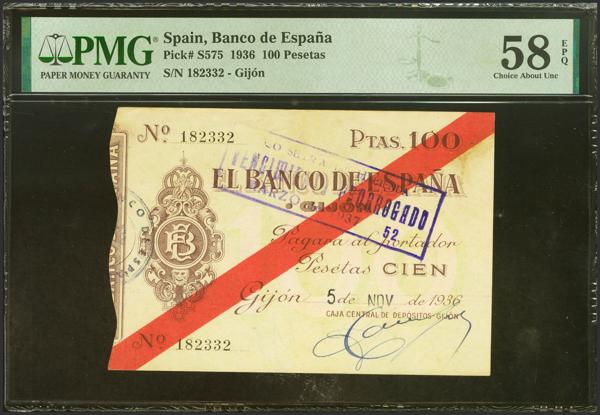 PMG®
PAPER MONEY GUARANTY
Spain, Banco de España
Pick# S575 1936 100 Pesetas
S/N 182332 - Gijón
58 EPQ
Choice About Unc
Nº 182332
PTAS. 100
VENCIMIENTO PRORROGADO
52
EL BANCO DE ESPAÑA
GIJÓN
Pagará al portador
Pesetas CIEN
Gijón 5 de NOV de 1936
CAJA CENTRAL DE DEPÓSITOS-GIJÓN
Nº 182332